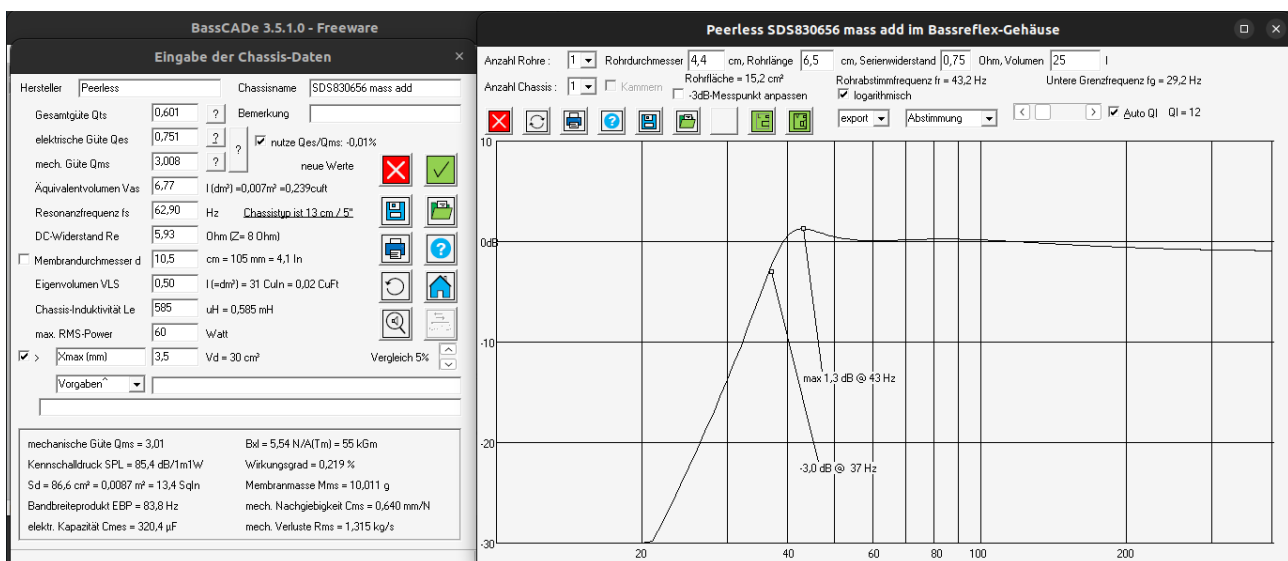 BassCADe 3.5.1.0 - Freeware
Eingabe der Chassis-Daten
Hersteller Peerless Chassisname SDS830656 mass add
Gesamtgüte Qts 0,601 ? Bemerkung
elektrische Güte Qes 0,751 ? ? nutze Qes/Qms: -0,01%
mech. Güte Qms 3,008 ? neue Werte
Äquivalentvolumen Vas 6,77 l (dm³) =0,007m³ =0,239cuft
Resonanzfrequenz fs 62,90 Hz Chassistyp ist 13 cm / 5"
DC-Widerstand Re 5,93 Ohm (Z= 8 Ohm)
Membrandurchmesser d 10,5 cm = 105 mm = 4,1 In
Eigenvolumen VLS 0,50 l (=dm³) = 31 CuIn = 0,02 CuFt
Chassis-Induktivität Le 585 uH = 0,585 mH
max. RMS-Power 60 Watt
> Xmax (mm) 3,5 Vd = 30 cm³ Vergleich 5%
Vorgaben^
mechanische Güte Qms = 3,01 Bxl = 5,54 N/A(Tm) = 55 kGm
Kennschalldruck SPL = 85,4 dB/1m1W Wirkungsgrad = 0,219 %
Sd = 86,6 cm² = 0,0087 m² = 13,4 SqIn Membranmasse Mms = 10,011 g
Bandbreiteprodukt EBP = 83,8 Hz mech. Nachgiebigkeit Cms = 0,640 mm/N
elektr. Kapazität Cmes = 320,4 µF mech. Verluste Rms = 1,315 kg/s
Peerless SDS830656 mass add im Bassreflex-Gehäuse
Anzahl Rohre : 1 Rohrdurchmesser 4,4 cm, Rohrlänge 6,5 cm, Serienwiderstand 0,75 Ohm, Volumen 25 l
Rohrfläche = 15,2 cm² Rohrabstimmfrequenz fr = 43,2 Hz Untere Grenzfrequenz fg = 29,2 Hz
Anzahl Chassis : 1 Kammern -3dB-Messpunkt anpassen logarithmisch
export Abstimmung Auto Ql Ql = 12
10
0dB
-10
max 1,3 dB @ 43 Hz
-20
-3,0 dB @ 37 Hz
-30
20 40 60 80 100 200